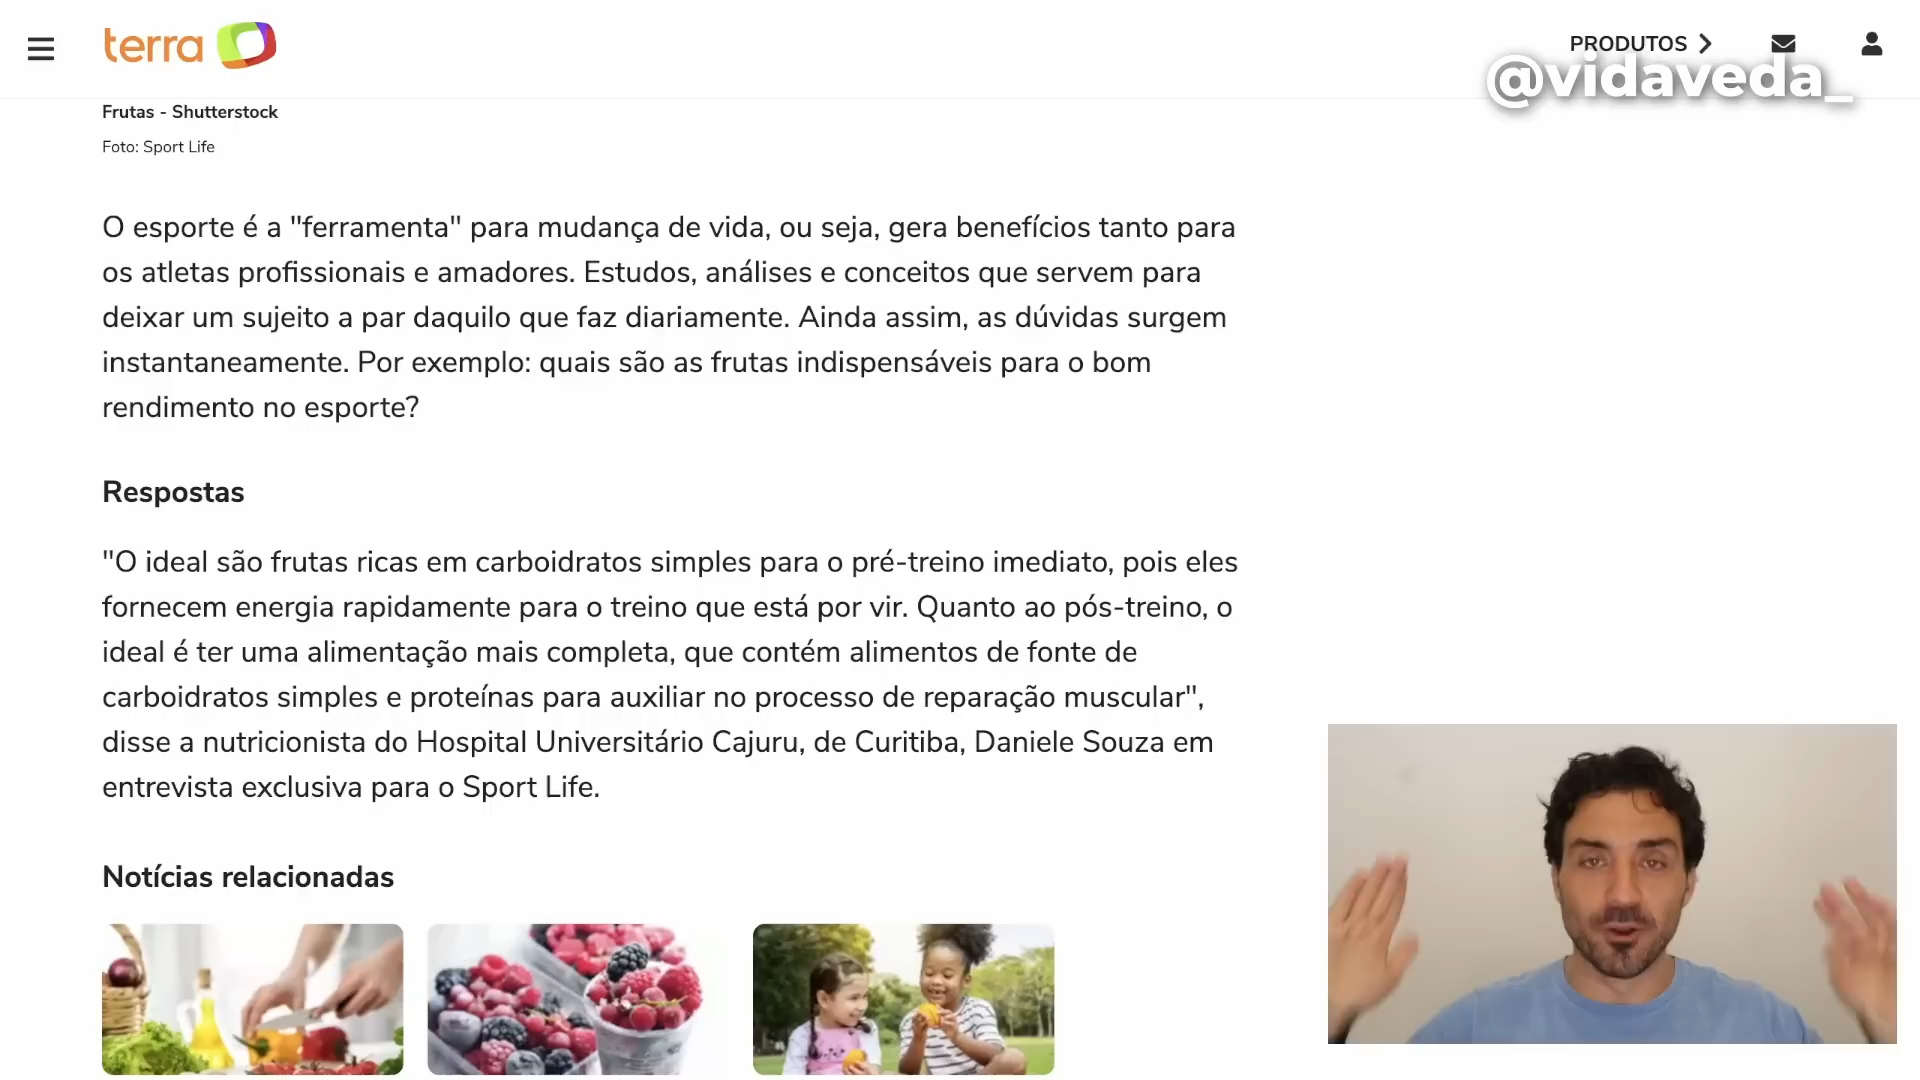 terra
PRODUTOS
@vidaveda_
Frutas - Shutterstock
Foto: Sport Life
O esporte é a "ferramenta" para mudança de vida, ou seja, gera benefícios tanto para
os atletas profissionais e amadores. Estudos, análises e conceitos que servem para
deixar um sujeito a par daquilo que faz diariamente. Ainda assim, as dúvidas surgem
instantaneamente. Por exemplo: quais são as frutas indispensáveis para o bom
rendimento no esporte?
Respostas
"O ideal são frutas ricas em carboidratos simples para o pré-treino imediato, pois eles
fornecem energia rapidamente para o treino que está por vir. Quanto ao pós-treino, o
ideal é ter uma alimentação mais completa, que contém alimentos de fonte de
carboidratos simples e proteínas para auxiliar no processo de reparação muscular",
disse a nutricionista do Hospital Universitário Cajuru, de Curitiba, Daniele Souza em
entrevista exclusiva para o Sport Life.
Notícias relacionadas